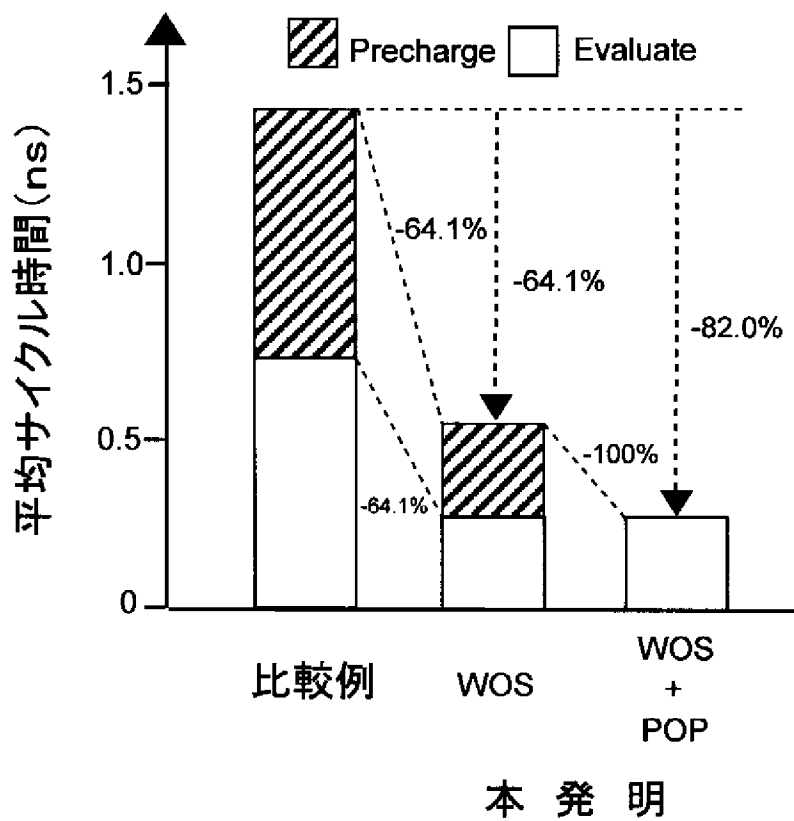 Precharge Evaluate
平均サイクル時間(ns)
1.5
1.0
0.5
0
-64.1%
-64.1%
-82.0%
-64.1%
-100%
比較例
WOS
WOS
+
POP
本 発 明